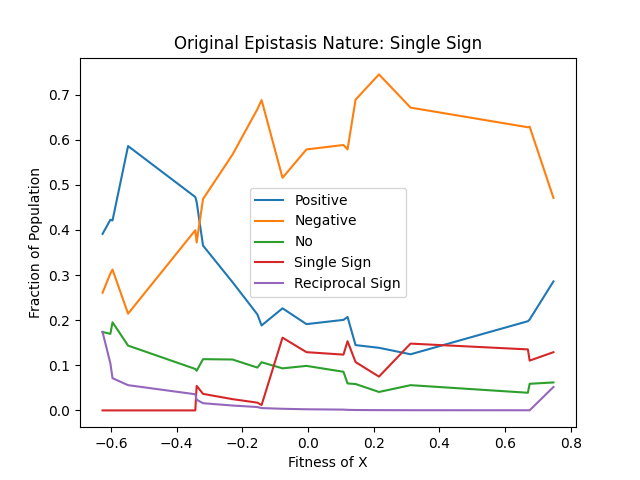 Original Epistasis Nature: Single Sign
0.7
0.6
0.5
0.4
0.3
0.2
0.1
0.0
Fraction of Population
Positive
Negative
No
Single Sign
Reciprocal Sign
−0.6 −0.4 −0.2 0.0 0.2 0.4 0.6 0.8
Fitness of X